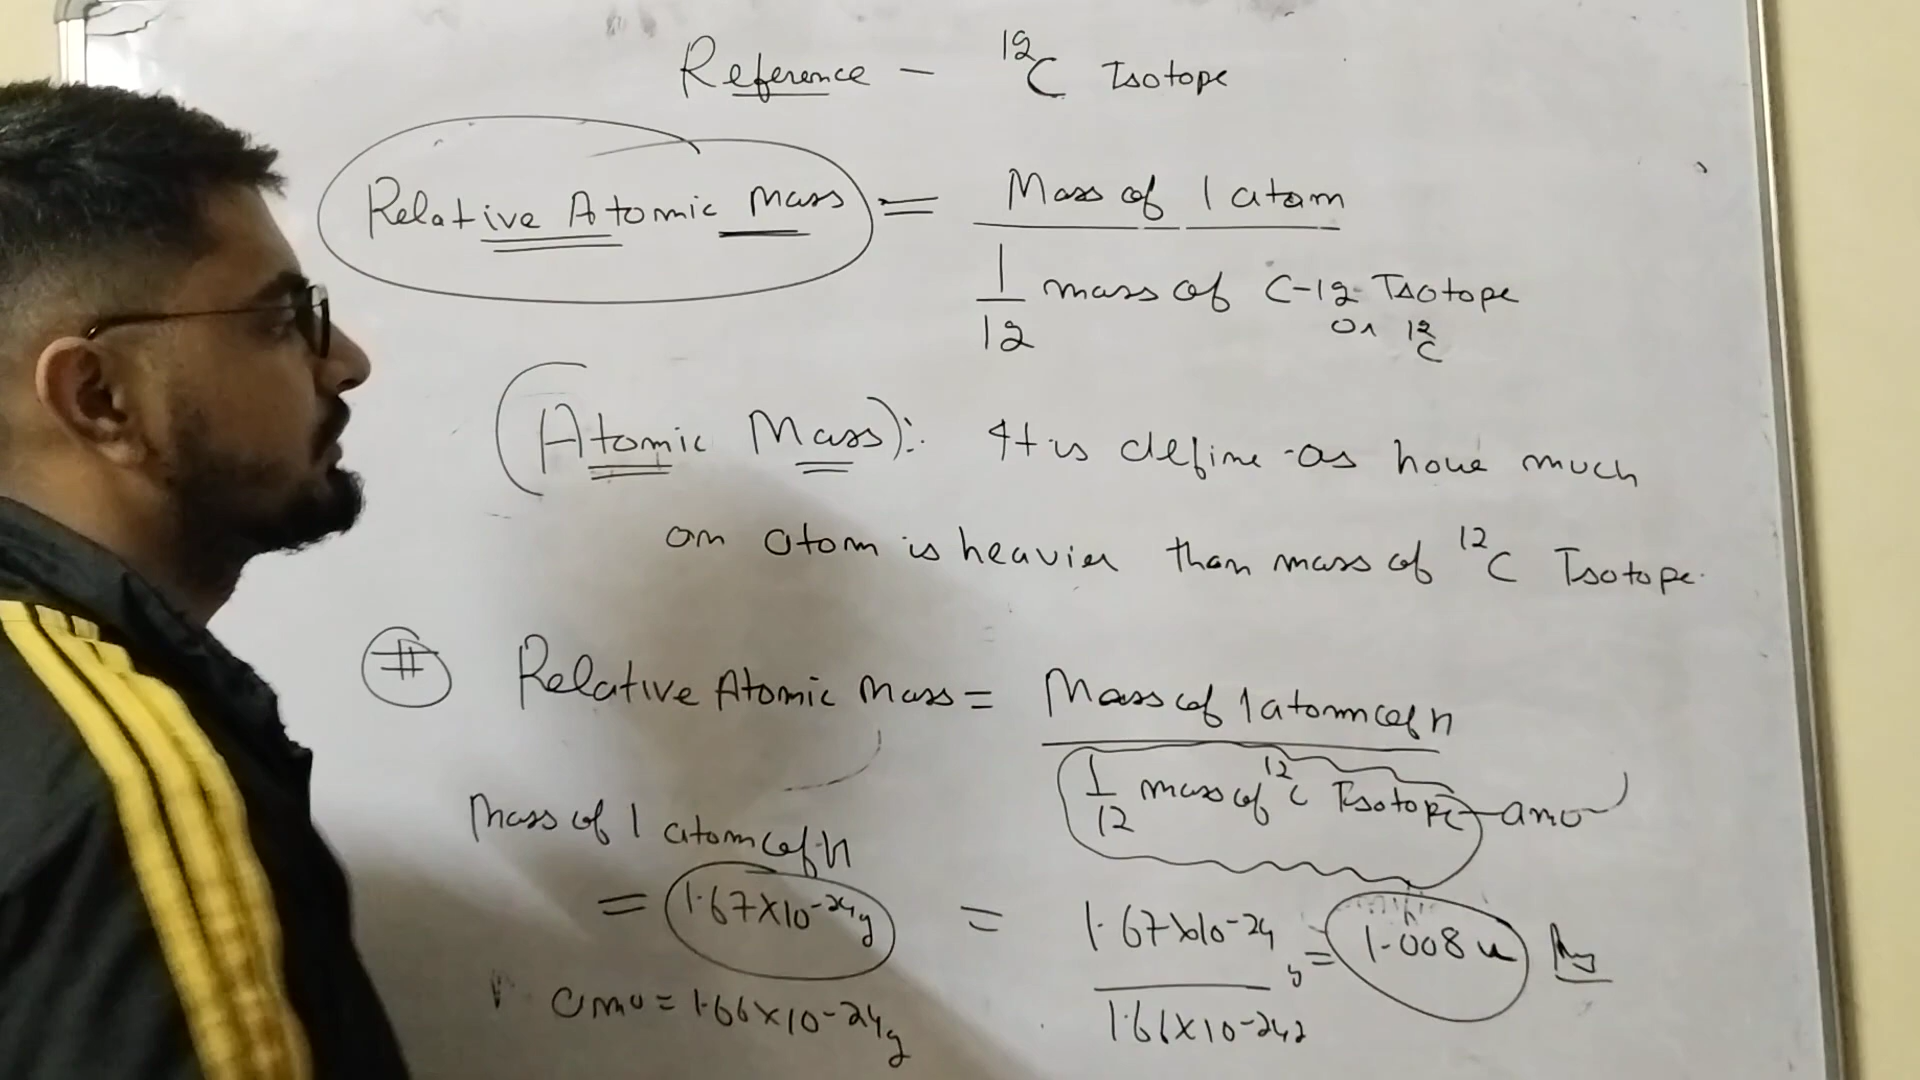 Reference - ¹²C Isotope
Relative Atomic Mass = Mass of 1 atom
1/12 mass of C-12 Isotope
or ¹²C
(Atomic Mass): It is define as how much
an atom is heavier than mass of ¹²C Isotope.
# Relative Atomic Mass = Mass of 1 atom of H
1/12 mass of ¹²C Isotope - amu
Mass of 1 atom of H
= 1.67×10⁻²⁴g = 1.67×10⁻²⁴g = 1.008 u Ans
1.66×10⁻²⁴g
amu = 1.66×10⁻²⁴g